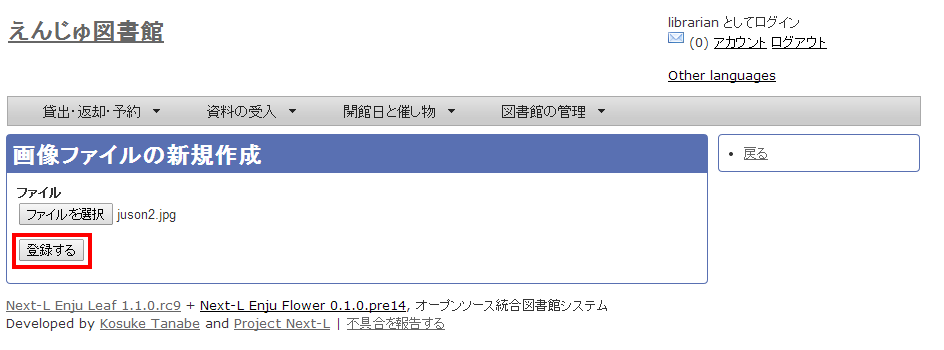 えんじゅ図書館
librarian としてログイン
(0) アカウント ログアウト
Other languages
貸出・返却・予約 資料の受入 開館日と催し物 図書館の管理
画像ファイルの新規作成
戻る
ファイル
ファイルを選択 juson2.jpg
登録する
Next-L Enju Leaf 1.1.0.rc9 + Next-L Enju Flower 0.1.0.pre14, オープンソース統合図書館システム
Developed by Kosuke Tanabe and Project Next-L | 不具合を報告する